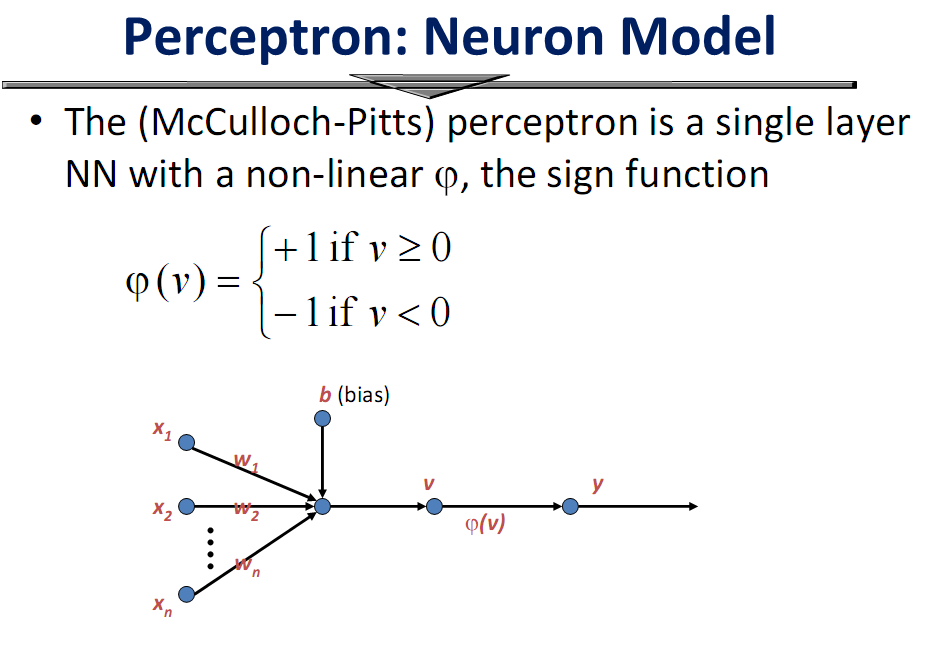 Perceptron: Neuron Model
• The (McCulloch-Pitts) perceptron is a single layer
NN with a non-linear φ, the sign function
φ(v) = { +1 if v ≥ 0
−1 if v < 0
b (bias)
x1
w1
v
y
x2
w2
φ(v)
wn
xn